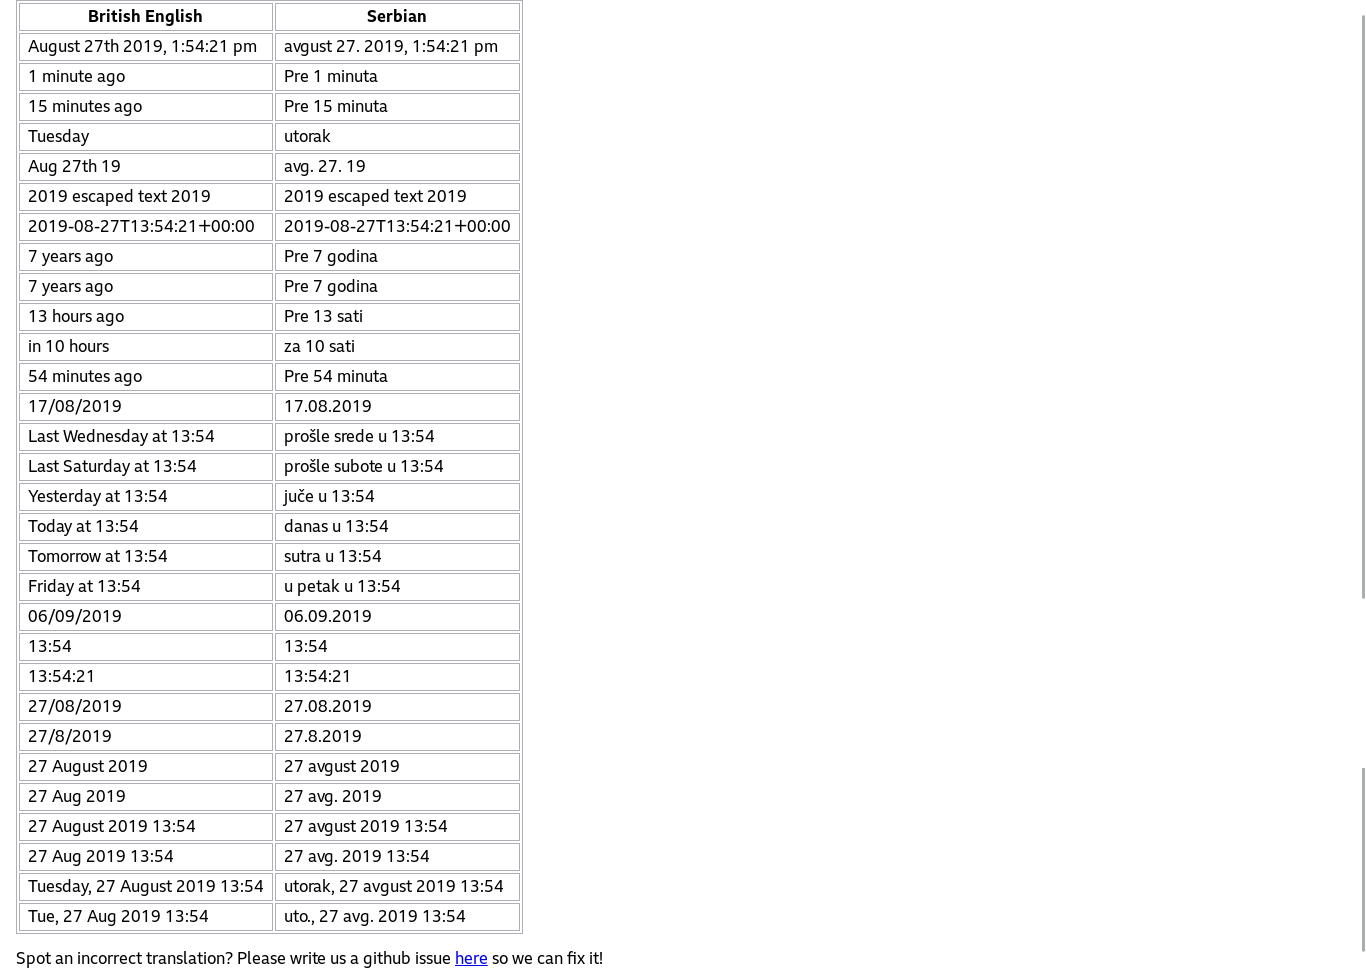 British English Serbian
August 27th 2019, 1:54:21 pm avgust 27. 2019, 1:54:21 pm
1 minute ago Pre 1 minuta
15 minutes ago Pre 15 minuta
Tuesday utorak
Aug 27th 19 avg. 27. 19
2019 escaped text 2019 2019 escaped text 2019
2019-08-27T13:54:21+00:00 2019-08-27T13:54:21+00:00
7 years ago Pre 7 godina
7 years ago Pre 7 godina
13 hours ago Pre 13 sati
in 10 hours za 10 sati
54 minutes ago Pre 54 minuta
17/08/2019 17.08.2019
Last Wednesday at 13:54 prošle srede u 13:54
Last Saturday at 13:54 prošle subote u 13:54
Yesterday at 13:54 juče u 13:54
Today at 13:54 danas u 13:54
Tomorrow at 13:54 sutra u 13:54
Friday at 13:54 u petak u 13:54
06/09/2019 06.09.2019
13:54 13:54
13:54:21 13:54:21
27/08/2019 27.08.2019
27/8/2019 27.8.2019
27 August 2019 27 avgust 2019
27 Aug 2019 27 avg. 2019
27 August 2019 13:54 27 avgust 2019 13:54
27 Aug 2019 13:54 27 avg. 2019 13:54
Tuesday, 27 August 2019 13:54 utorak, 27 avgust 2019 13:54
Tue, 27 Aug 2019 13:54 uto., 27 avg. 2019 13:54
Spot an incorrect translation? Please write us a github issue here so we can fix it!